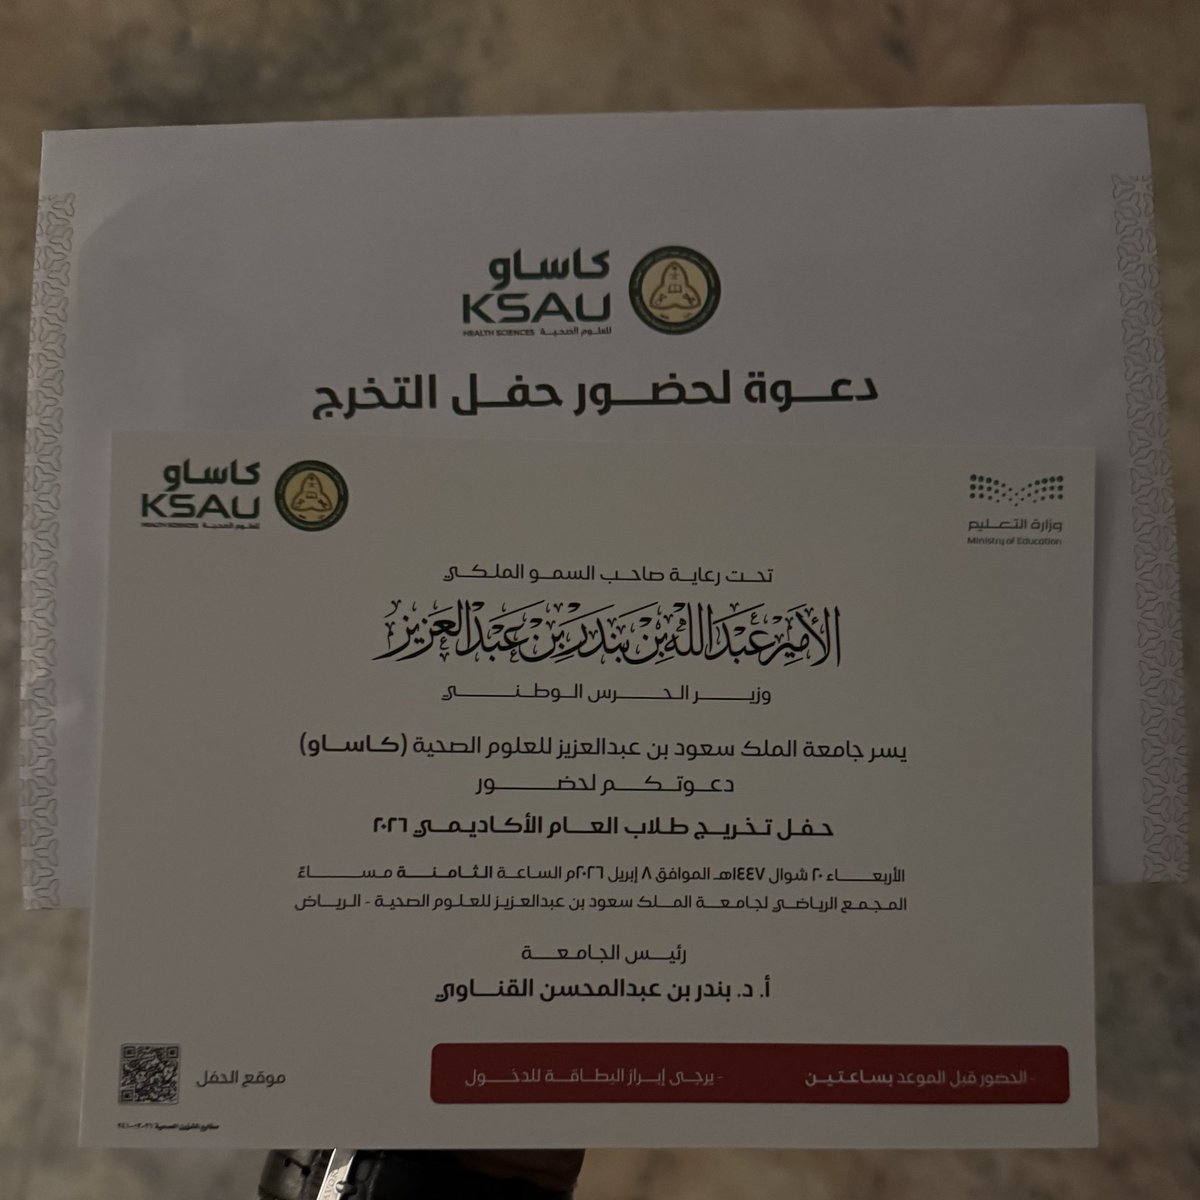 كاساو
KSAU
HEALTH SCIENCES للعلوم الصحية
دعوة لحضور حفل التخرج
كاساو
KSAU
HEALTH SCIENCES للعلوم الصحية
وزارة التعليم
Ministry of Education
تحت رعاية صاحب السمو الملكي
الأمير عبدالله بن بندر بن عبدالعزيز
وزير الحرس الوطني
يسر جامعة الملك سعود بن عبدالعزيز للعلوم الصحية (كاساو)
دعوتكم لحضور
حفل تخريج طلاب العام الأكاديمي ٢٠٢٦
الأربعاء ٢٠ شوال ١٤٤٧هـ الموافق ٨ إبريل ٢٠٢٦م الساعة الثامنة مساءً
المجمع الرياضي لجامعة الملك سعود بن عبدالعزيز للعلوم الصحية - الرياض
رئيس الجامعة
أ. د. بندر بن عبدالمحسن القناوي
- الحضور قبل الموعد بساعتين - يرجى إبراز البطاقة للدخول
موقع الحفل